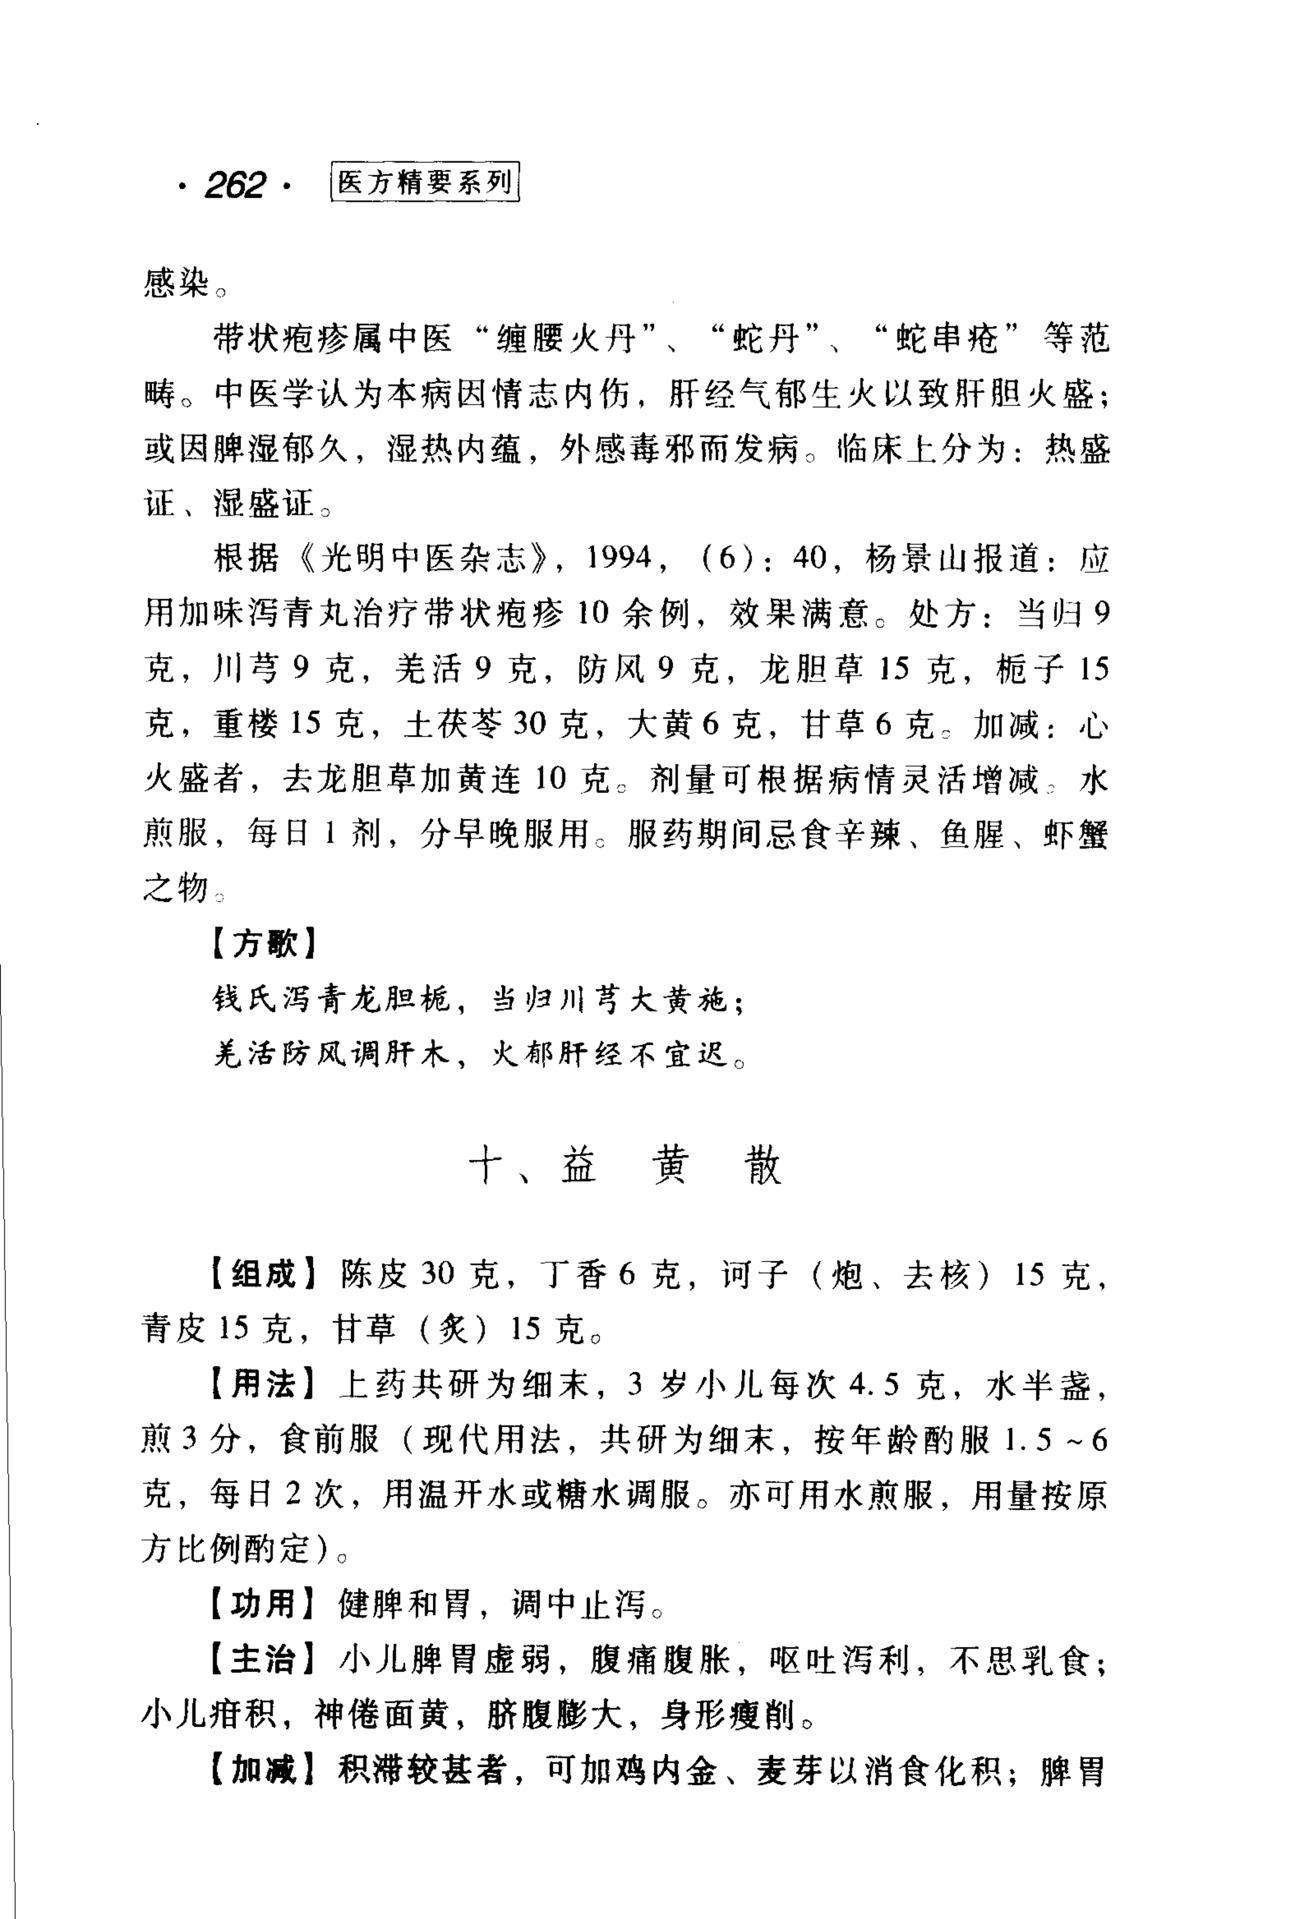 ·262· 医方精要系列
感染。
带状疱疹属中医“缠腰火丹”、“蛇丹”、“蛇串疮”等范
畴。中医学认为本病因情志内伤，肝经气郁生火以致肝胆火盛；
或因脾湿郁久，湿热内蕴，外感毒邪而发病。临床上分为：热盛
证、湿盛证。
根据《光明中医杂志》，1994，（6）：40，杨景山报道：应
用加味泻青丸治疗带状疱疹10余例，效果满意。处方：当归9
克，川芎9克，羌活9克，防风9克，龙胆草15克，栀子15
克，重楼15克，土茯苓30克，大黄6克，甘草6克。加减：心
火盛者，去龙胆草加黄连10克。剂量可根据病情灵活增减。水
煎服，每日1剂，分早晚服用。服药期间忌食辛辣、鱼腥、虾蟹
之物。
【方歌】
钱氏泻青龙胆栀，当归川芎大黄施；
羌活防风调肝木，火郁肝经不宜迟。
十、益黄散
【组成】陈皮30克，丁香6克，诃子（炮、去核）15克，
青皮15克，甘草（炙）15克。
【用法】上药共研为细末，3岁小儿每次4.5克，水半盏，
煎3分，食前服（现代用法，共研为细末，按年龄酌服1.5~6
克，每日2次，用温开水或糖水调服。亦可用水煎服，用量按原
方比例酌定）。
【功用】健脾和胃，调中止泻。
【主治】小儿脾胃虚弱，腹痛腹胀，呕吐泻利，不思乳食；
小儿疳积，神倦面黄，脐腹膨大，身形瘦削。
【加减】积滞较甚者，可加鸡内金、麦芽以消食化积；脾胃